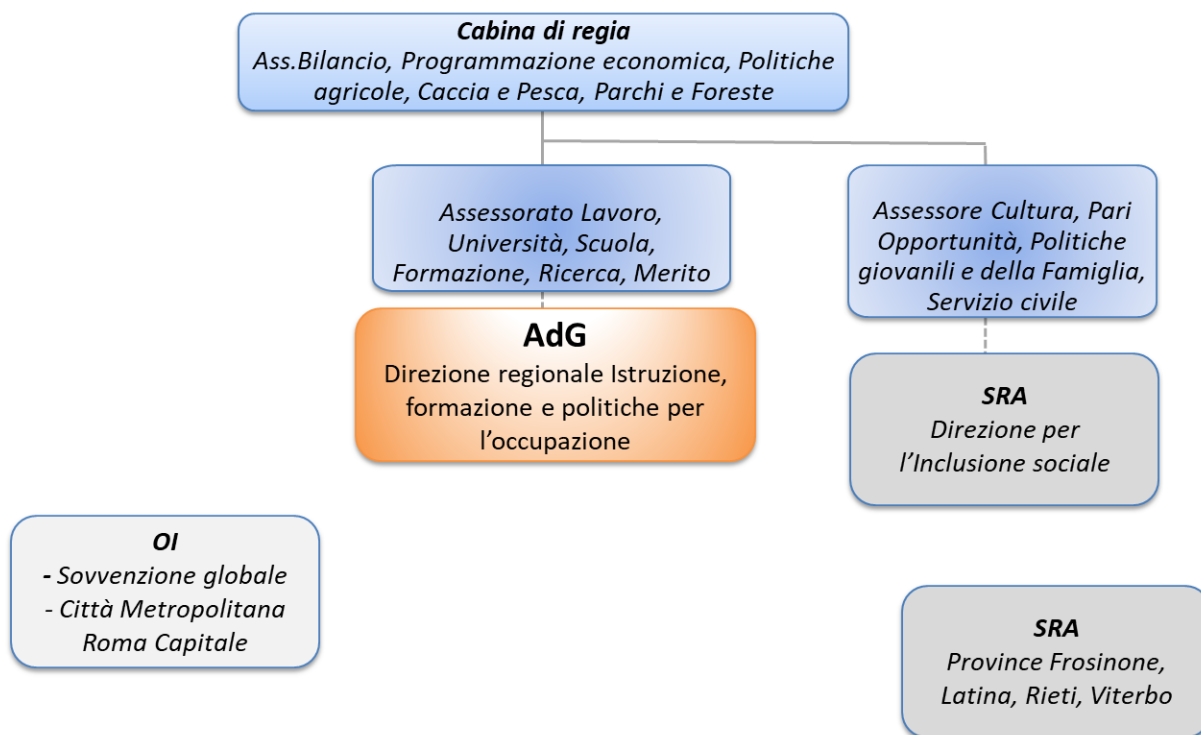 Cabina di regia
Ass.Bilancio, Programmazione economica, Politiche
agricole, Caccia e Pesca, Parchi e Foreste
Assessorato Lavoro,
Università, Scuola,
Formazione, Ricerca, Merito
Assessore Cultura, Pari
Opportunità, Politiche
giovanili e della Famiglia,
Servizio civile
AdG
Direzione regionale Istruzione,
formazione e politiche per
l’occupazione
SRA
Direzione per
l’Inclusione sociale
OI
- Sovvenzione globale
- Città Metropolitana
Roma Capitale
SRA
Province Frosinone,
Latina, Rieti, Viterbo